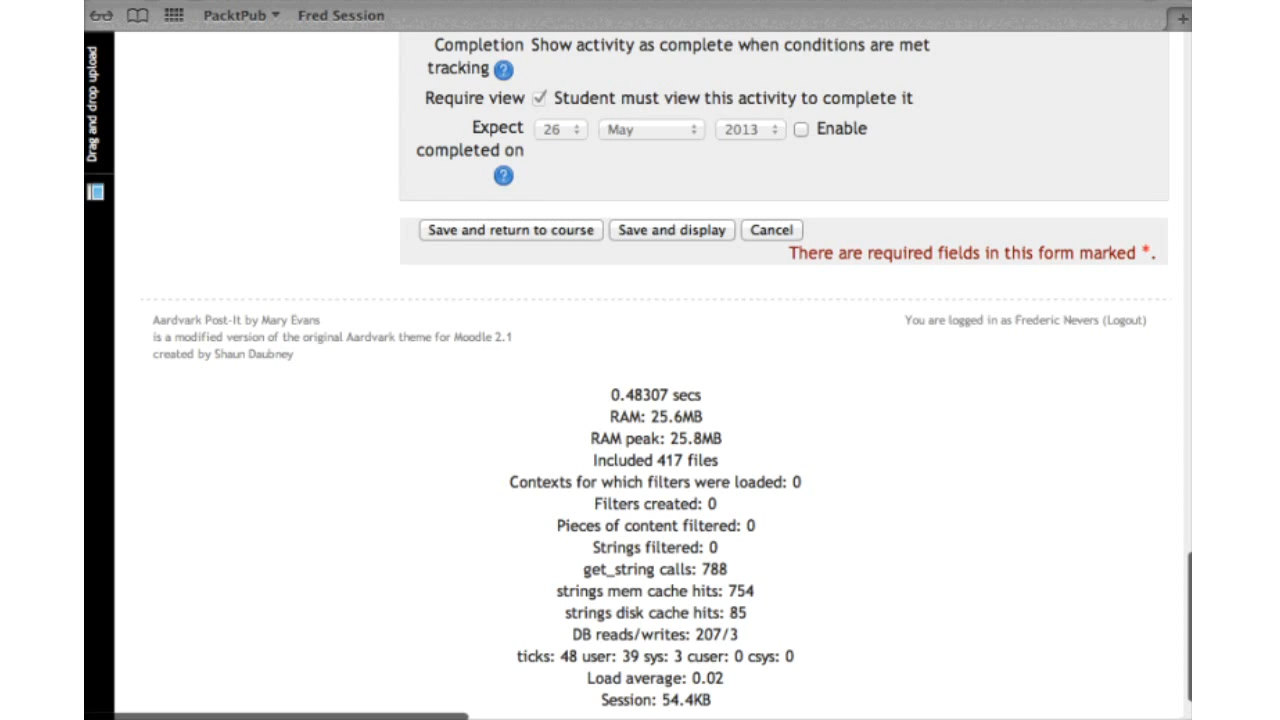 PacktPub Fred Session
Drag and drop upload
Completion Show activity as complete when conditions are met
tracking
Require view Student must view this activity to complete it
Expect 26 May 2013 Enable
completed on
Save and return to course Save and display Cancel
There are required fields in this form marked *.
Aardvark Post-It by Mary Evans You are logged in as Frederic Nevers (Logout)
is a modified version of the original Aardvark theme for Moodle 2.1
created by Shaun Daubney
0.48307 secs
RAM: 25.6MB
RAM peak: 25.8MB
Included 417 files
Contexts for which filters were loaded: 0
Filters created: 0
Pieces of content filtered: 0
Strings filtered: 0
get_string calls: 788
strings mem cache hits: 754
strings disk cache hits: 85
DB reads/writes: 207/3
ticks: 48 user: 39 sys: 3 cuser: 0 csys: 0
Load average: 0.02
Session: 54.4KB